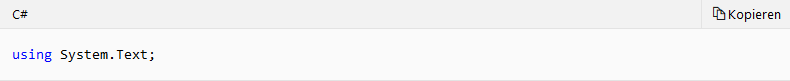 C#
Kopieren
using System.Text;